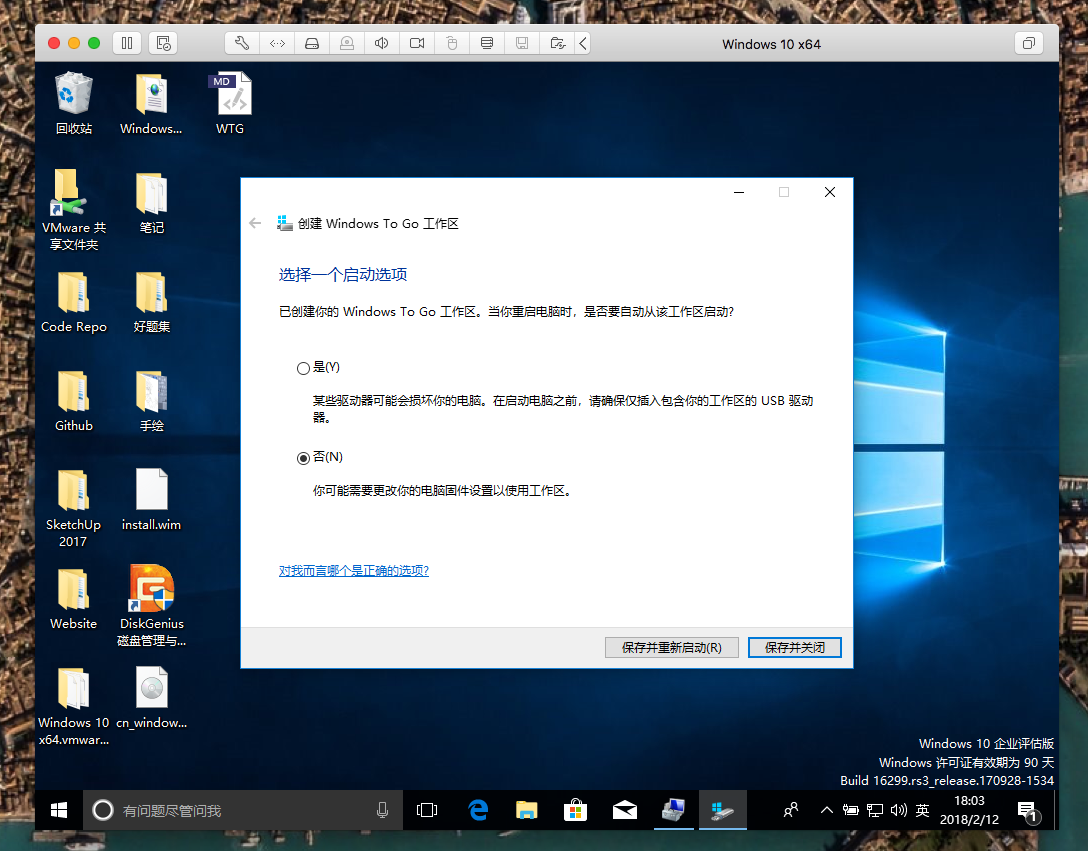 Windows 10 x64
回收站
Windows...
MD
WTG
VMware 共
享文件夹
笔记
Code Repo
好题集
Github
手绘
SketchUp
2017
install.wim
Website
DiskGenius
磁盘管理与...
Windows 10
x64.vmwar...
cn_window...
创建 Windows To Go 工作区
选择一个启动选项
已创建你的 Windows To Go 工作区。当你重启电脑时，是否要自动从该工作区启动?
是(Y)
某些驱动器可能会损坏你的电脑。在启动电脑之前，请确保仅插入包含你的工作区的 USB 驱动
器。
否(N)
你可能需要更改你的电脑固件设置以使用工作区。
对我而言哪个是正确的选项?
保存并重新启动(R)
保存并关闭
Windows 10 企业评估版
Windows 许可证有效期为 90 天
Build 16299.rs3_release.170928-1534
有问题尽管问我
英
18:03
2018/2/12
1